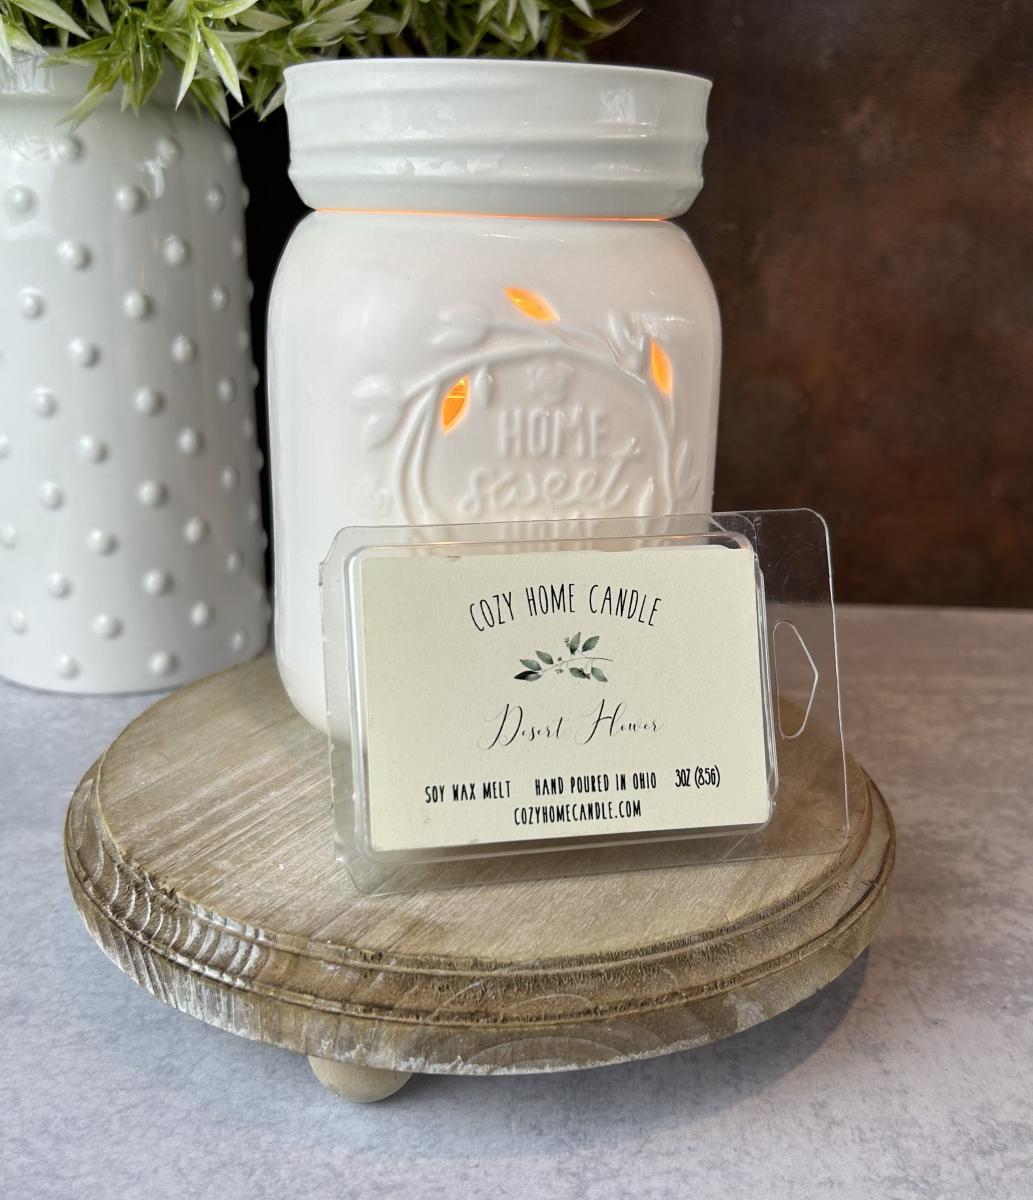 HOME
sweet
COZY HOME CANDLE
Desert Flower
SOY WAX MELT HAND POURED IN OHIO 3OZ (85G)
COZYHOMECANDLE.COM